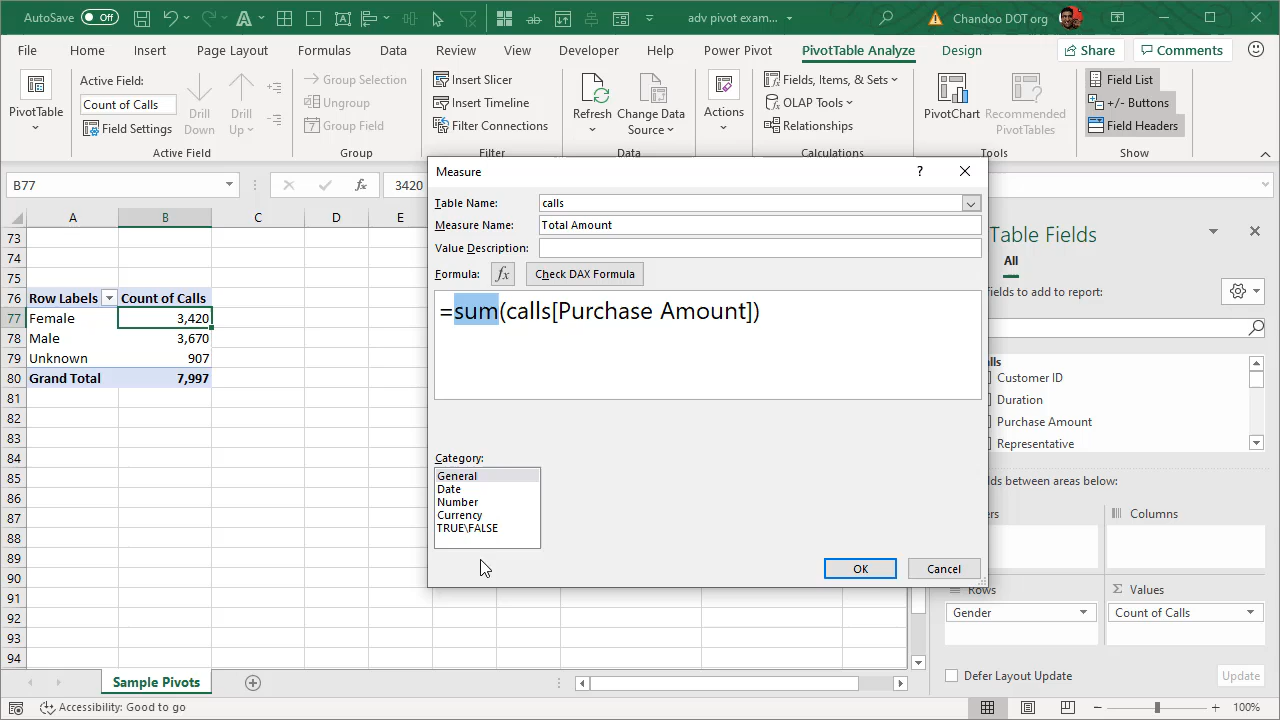 AutoSave Off adv pivot exam... Chandoo DOT org
File Home Insert Page Layout Formulas Data Review View Developer Help Power Pivot PivotTable Analyze Design Share Comments
PivotTable
Active Field:
Count of Calls
Field Settings
Drill Down
Drill Up
Active Field
Group Selection
Ungroup
Group Field
Group
Insert Slicer
Insert Timeline
Filter Connections
Filter
Refresh
Change Data Source
Data
Actions
Fields, Items, & Sets
OLAP Tools
Relationships
Calculations
PivotChart
Recommended PivotTables
Tools
Field List
+/- Buttons
Field Headers
Show
B77 fx 3420
A B C D E
73
74
75
76 Row Labels Count of Calls
77 Female 3,420
78 Male 3,670
79 Unknown 907
80 Grand Total 7,997
81
82
83
84
85
86
87
88
89
90
91
92
93
94
Measure ?
Table Name: calls
Measure Name: Total Amount
Value Description:
Formula: fx Check DAX Formula
=sum(calls[Purchase Amount])
Category:
General
Date
Number
Currency
TRUE\FALSE
OK Cancel
Table Fields
All
fields to add to report:
Customer ID
Duration
Purchase Amount
Representative
between areas below:
Columns
Rows
Gender
Σ Values
Count of Calls
Defer Layout Update Update
Sample Pivots
Accessibility: Good to go 100%